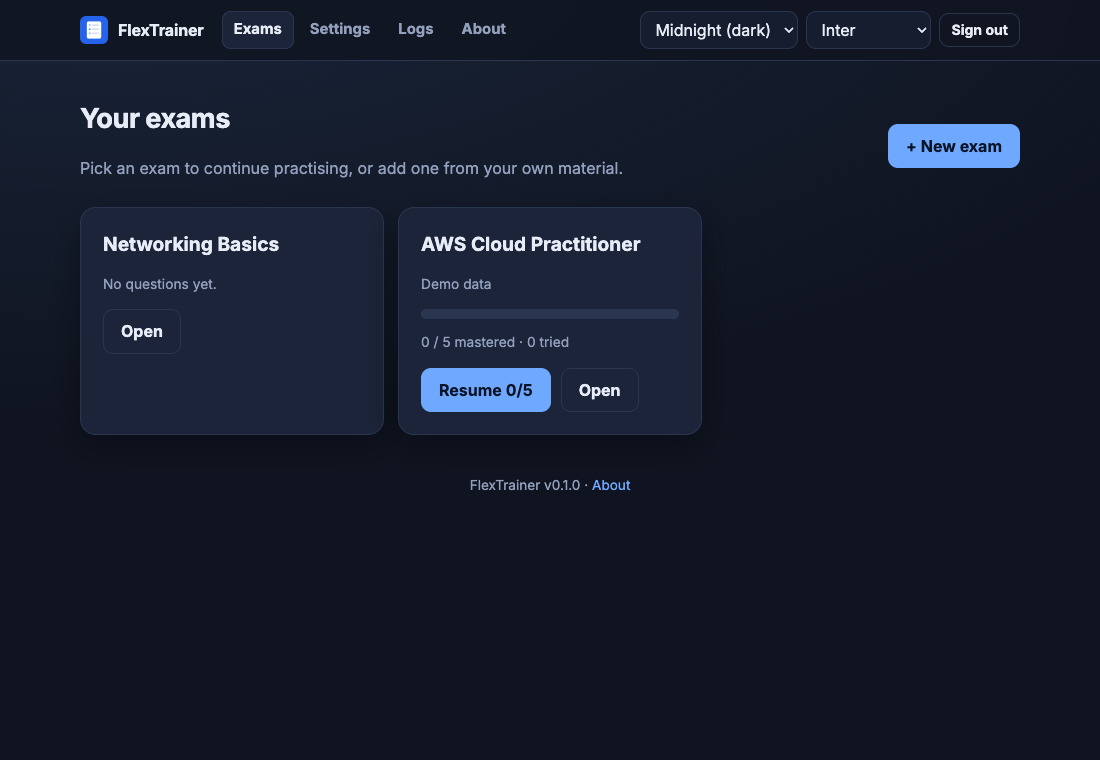 FlexTrainer Exams Settings Logs About Midnight (dark) Inter Sign out
Your exams
+ New exam
Pick an exam to continue practising, or add one from your own material.
Networking Basics
No questions yet.
Open
AWS Cloud Practitioner
Demo data
0 / 5 mastered · 0 tried
Resume 0/5 Open
FlexTrainer v0.1.0 · About